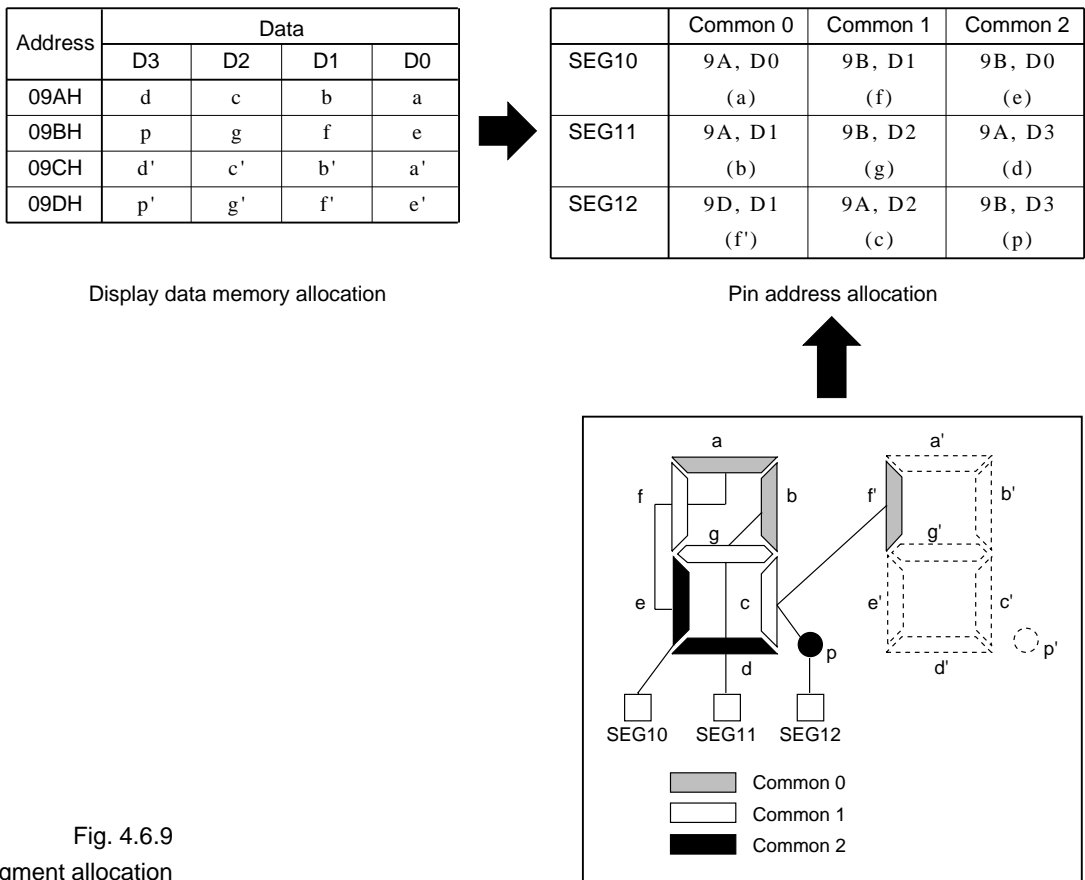 Address Data
D3 D2 D1 D0
09AH d c b a
09BH p g f e
09CH d' c' b' a'
09DH p' g' f' e'
Display data memory allocation
Common 0 Common 1 Common 2
SEG10 9A, D0 9B, D1 9B, D0
(a) (f) (e)
SEG11 9A, D1 9B, D2 9A, D3
(b) (g) (d)
SEG12 9D, D1 9A, D2 9B, D3
(f') (c) (p)
Pin address allocation
a a'
f b f' b'
g g'
e c e' c'
p p'
d d'
SEG10 SEG11 SEG12
Common 0
Common 1
Common 2
Fig. 4.6.9
gment allocation